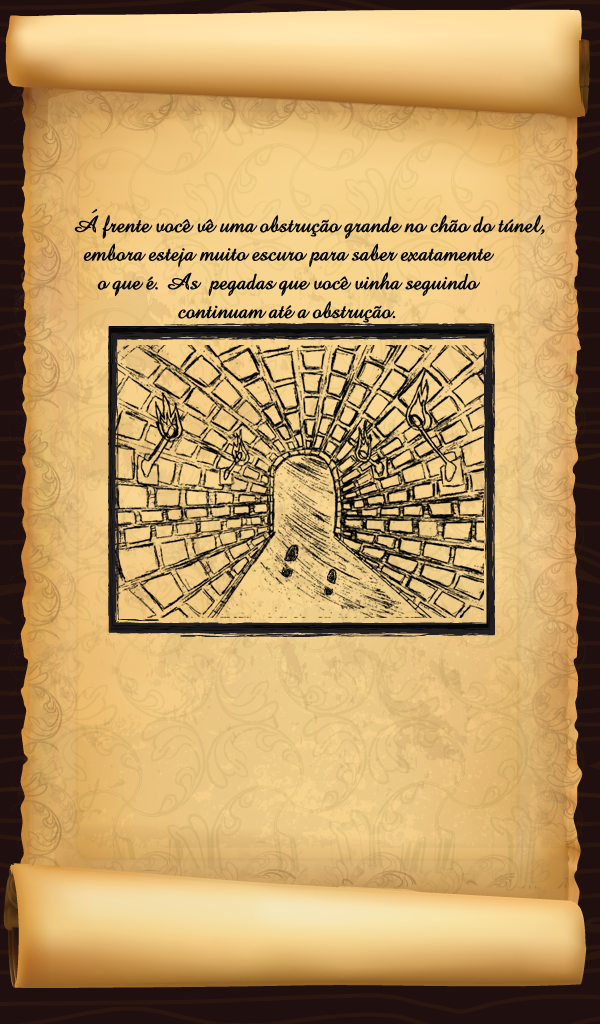 Á frente você vê uma obstrução grande no chão do túnel,
embora esteja muito escuro para saber exatamente
o que é. As pegadas que você vinha seguindo
continuam até a obstrução.